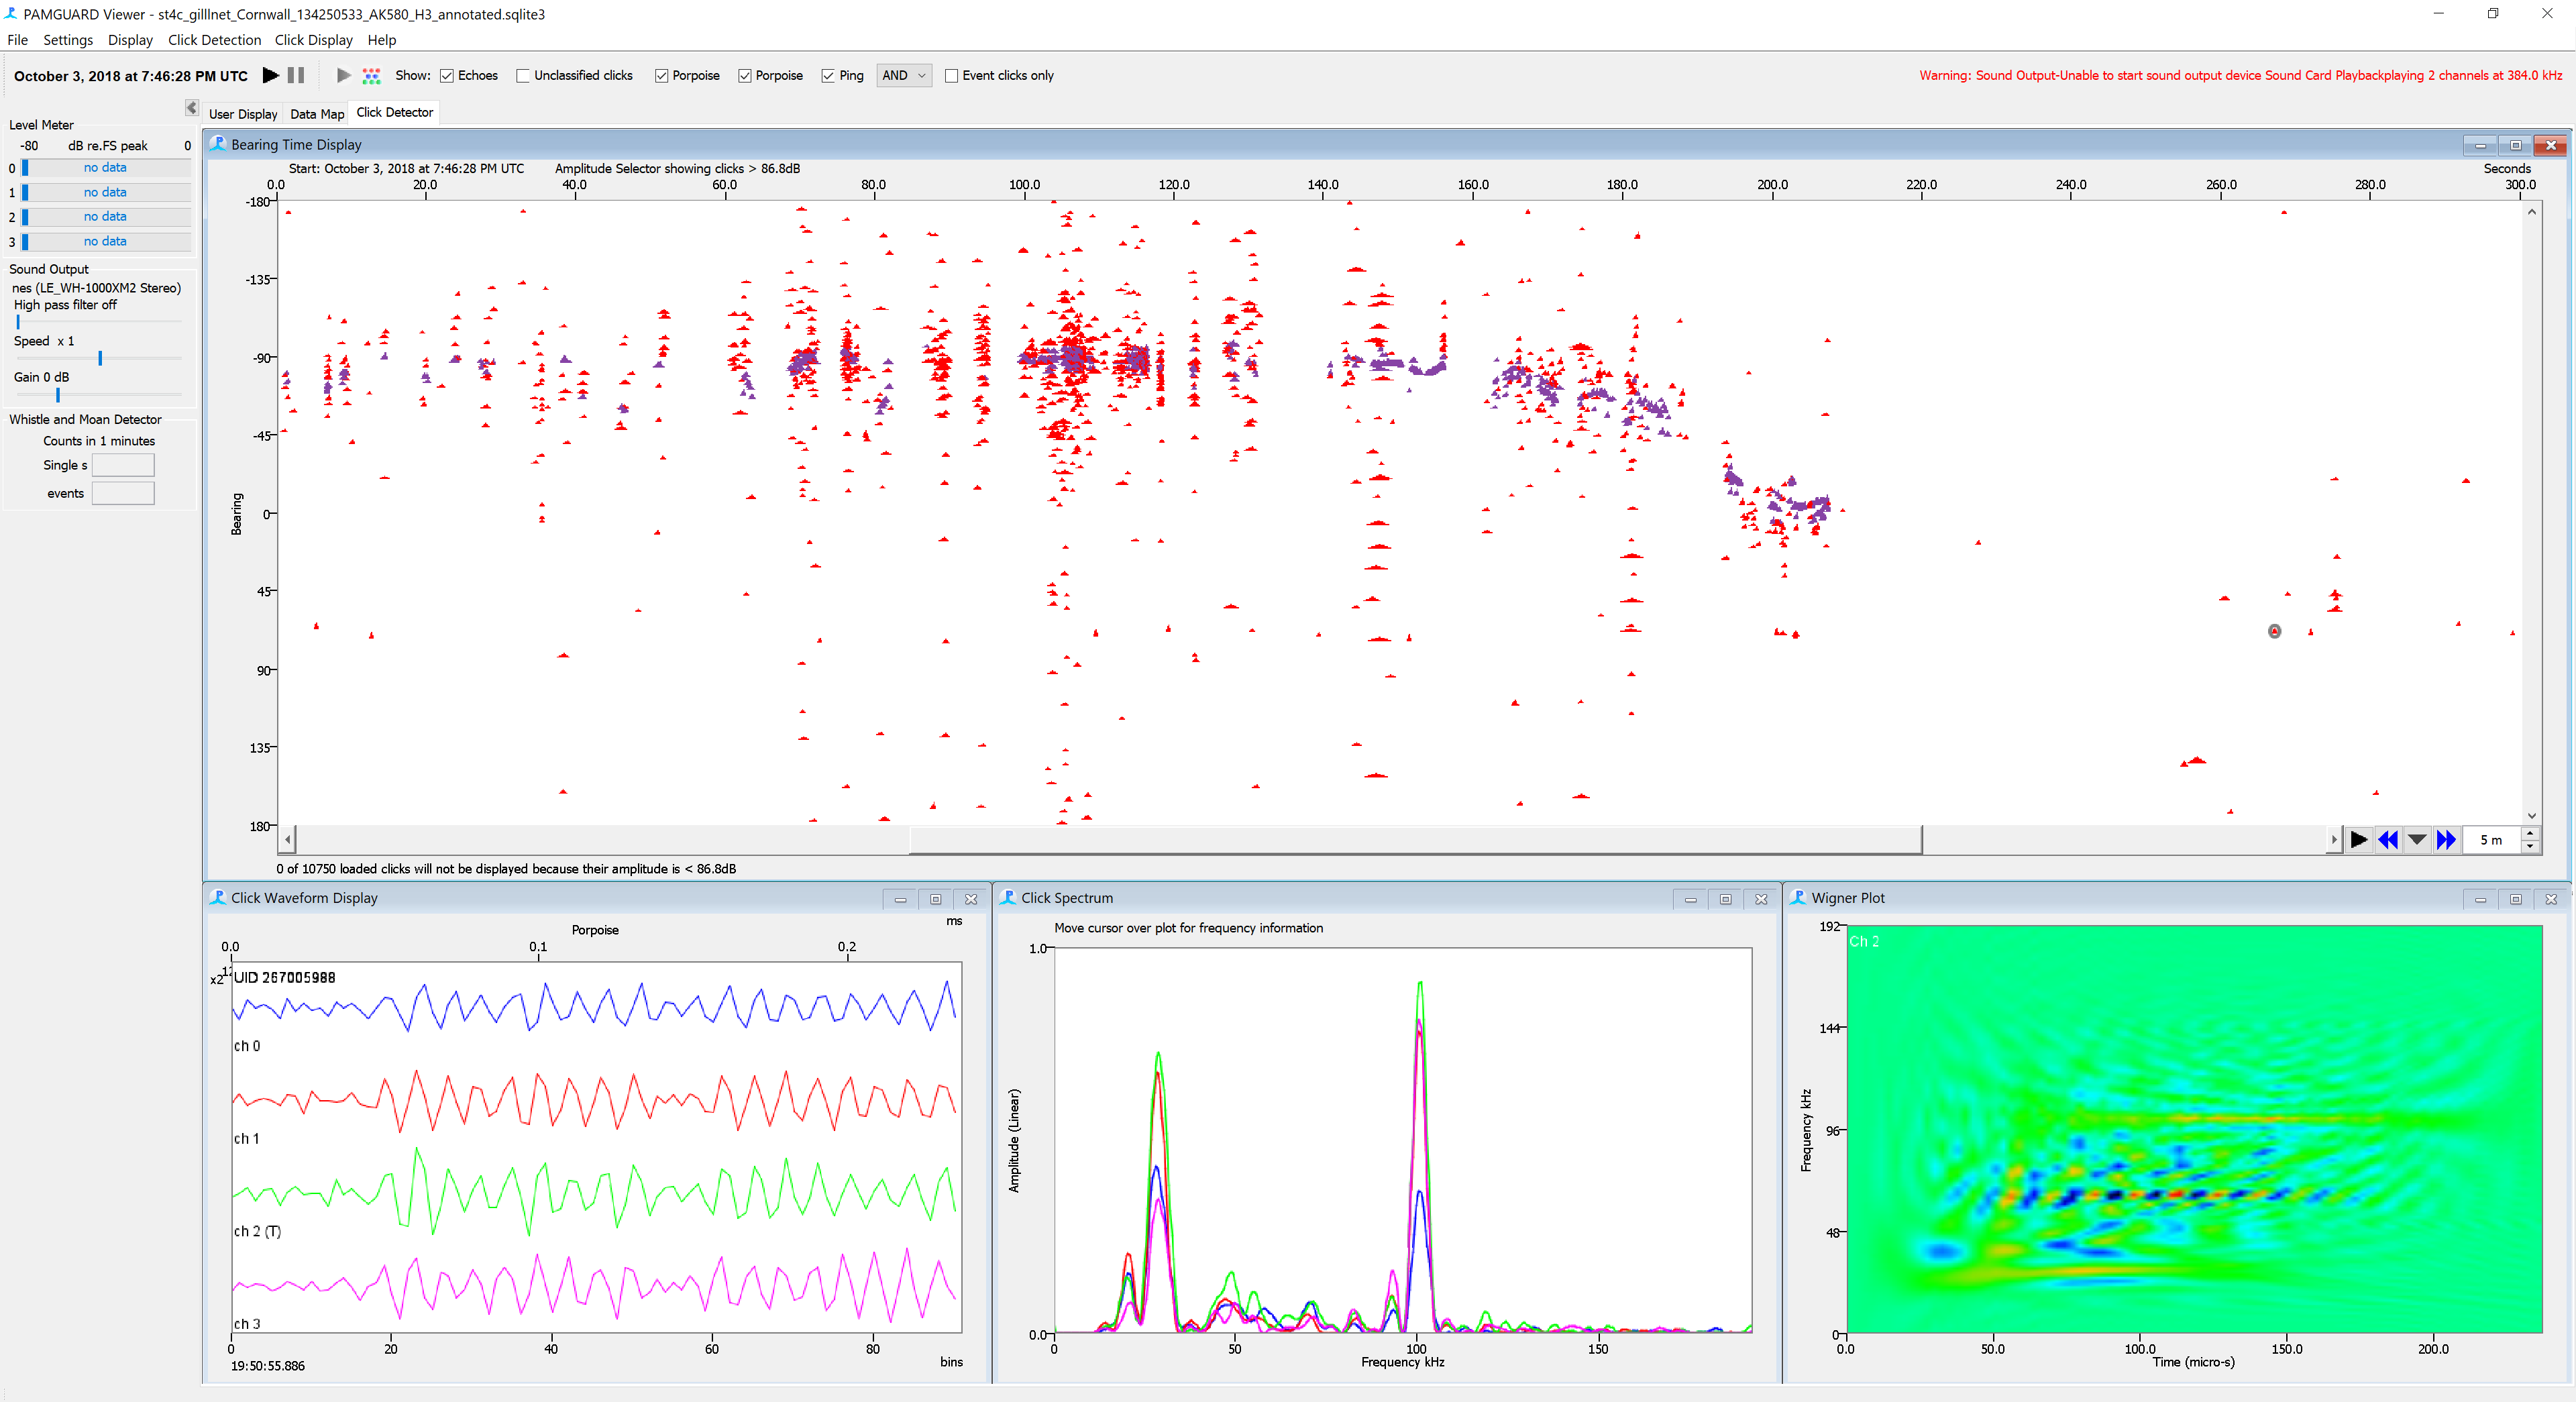 PAMGUARD Viewer - st4c_gilllnet_Cornwall_134250533_AK580_H3_annotated.sqlite3
File Settings Display Click Detection Click Display Help
October 3, 2018 at 7:46:28 PM UTC Show: Echoes Unclassified clicks Porpoise Porpoise Ping AND Event clicks only Warning: Sound Output-Unable to start sound output device Sound Card Playbackplaying 2 channels at 384.0 kHz
User Display Data Map Click Detector
Level Meter
-80 dB re.FS peak 0
0 no data
1 no data
2 no data
3 no data
Sound Output
nes (LE_WH-1000XM2 Stereo)
High pass filter off
Speed x 1
Gain 0 dB
Whistle and Moan Detector
Counts in 1 minutes
Single s
events
Bearing Time Display
Start: October 3, 2018 at 7:46:28 PM UTC Amplitude Selector showing clicks > 86.8dB Seconds
0.0 20.0 40.0 60.0 80.0 100.0 120.0 140.0 160.0 180.0 200.0 220.0 240.0 260.0 280.0 300.0
-180
-135
-90
-45
0
45
90
135
180
Bearing
5 m
0 of 10750 loaded clicks will not be displayed because their amplitude is < 86.8dB
Click Waveform Display
ms
Porpoise
0.0 0.1 0.2
UID 267005988
ch 0
ch 1
ch 2 (T)
ch 3
0 20 40 60 80
19:50:55.886 bins
Click Spectrum
Move cursor over plot for frequency information
1.0
Amplitude (Linear)
0.0
0 50 100 150
Frequency kHz
Wigner Plot
Ch 2
192
144
96
48
0
Frequency kHz
0.0 50.0 100.0 150.0 200.0
Time (micro-s)